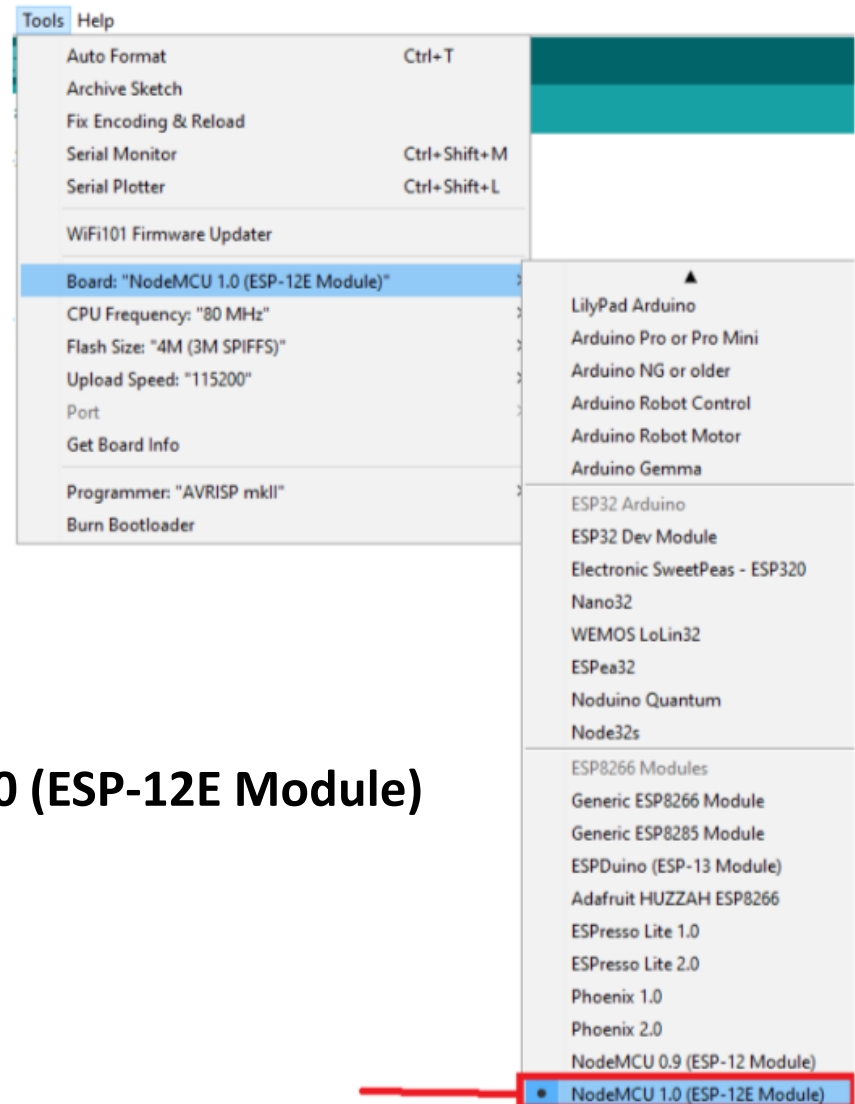 Tools Help
Auto Format Ctrl+T
Archive Sketch
Fix Encoding & Reload
Serial Monitor Ctrl+Shift+M
Serial Plotter Ctrl+Shift+L
WiFi101 Firmware Updater
Board: "NodeMCU 1.0 (ESP-12E Module)"
CPU Frequency: "80 MHz"
Flash Size: "4M (3M SPIFFS)"
Upload Speed: "115200"
Port
Get Board Info
Programmer: "AVRISP mkII"
Burn Bootloader
LilyPad Arduino
Arduino Pro or Pro Mini
Arduino NG or older
Arduino Robot Control
Arduino Robot Motor
Arduino Gemma
ESP32 Arduino
ESP32 Dev Module
Electronic SweetPeas - ESP320
Nano32
WEMOS LoLin32
ESPea32
Noduino Quantum
Node32s
ESP8266 Modules
Generic ESP8266 Module
Generic ESP8285 Module
ESPDuino (ESP-13 Module)
Adafruit HUZZAH ESP8266
ESPresso Lite 1.0
ESPresso Lite 2.0
Phoenix 1.0
Phoenix 2.0
NodeMCU 0.9 (ESP-12 Module)
NodeMCU 1.0 (ESP-12E Module)
0 (ESP-12E Module)